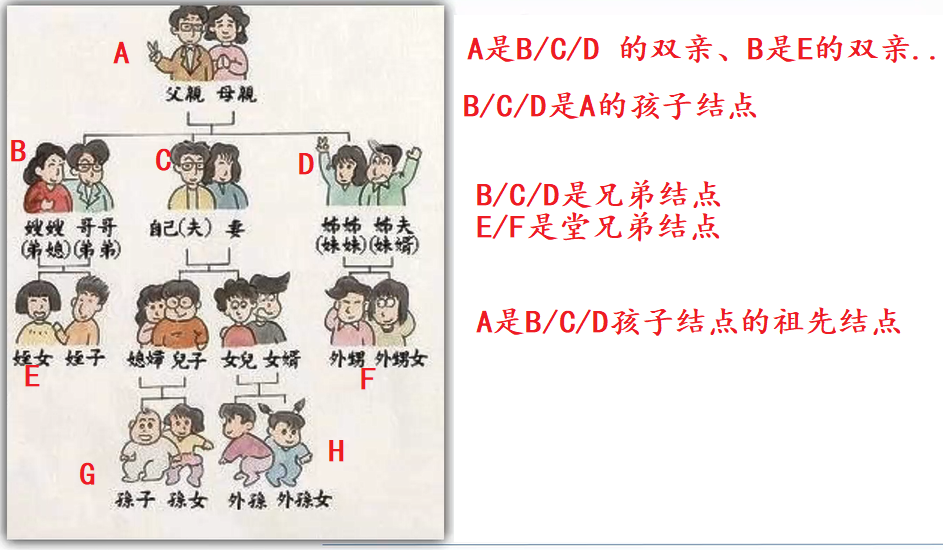 A
父親 母親
B
C
D
嫂嫂 哥哥
(弟媳)(弟弟)
自己(夫) 妻
姊姊 姊夫
(妹妹)(妹婿)
姪女 姪子
媳婦 兒子
女兒 女婿
外甥 外甥女
E
F
G
H
孫子 孫女
外孫 外孫女
A是B/C/D 的双亲、B是E的双亲..
B/C/D是A的孩子结点
B/C/D是兄弟结点
E/F是堂兄弟结点
A是B/C/D孩子结点的祖先结点